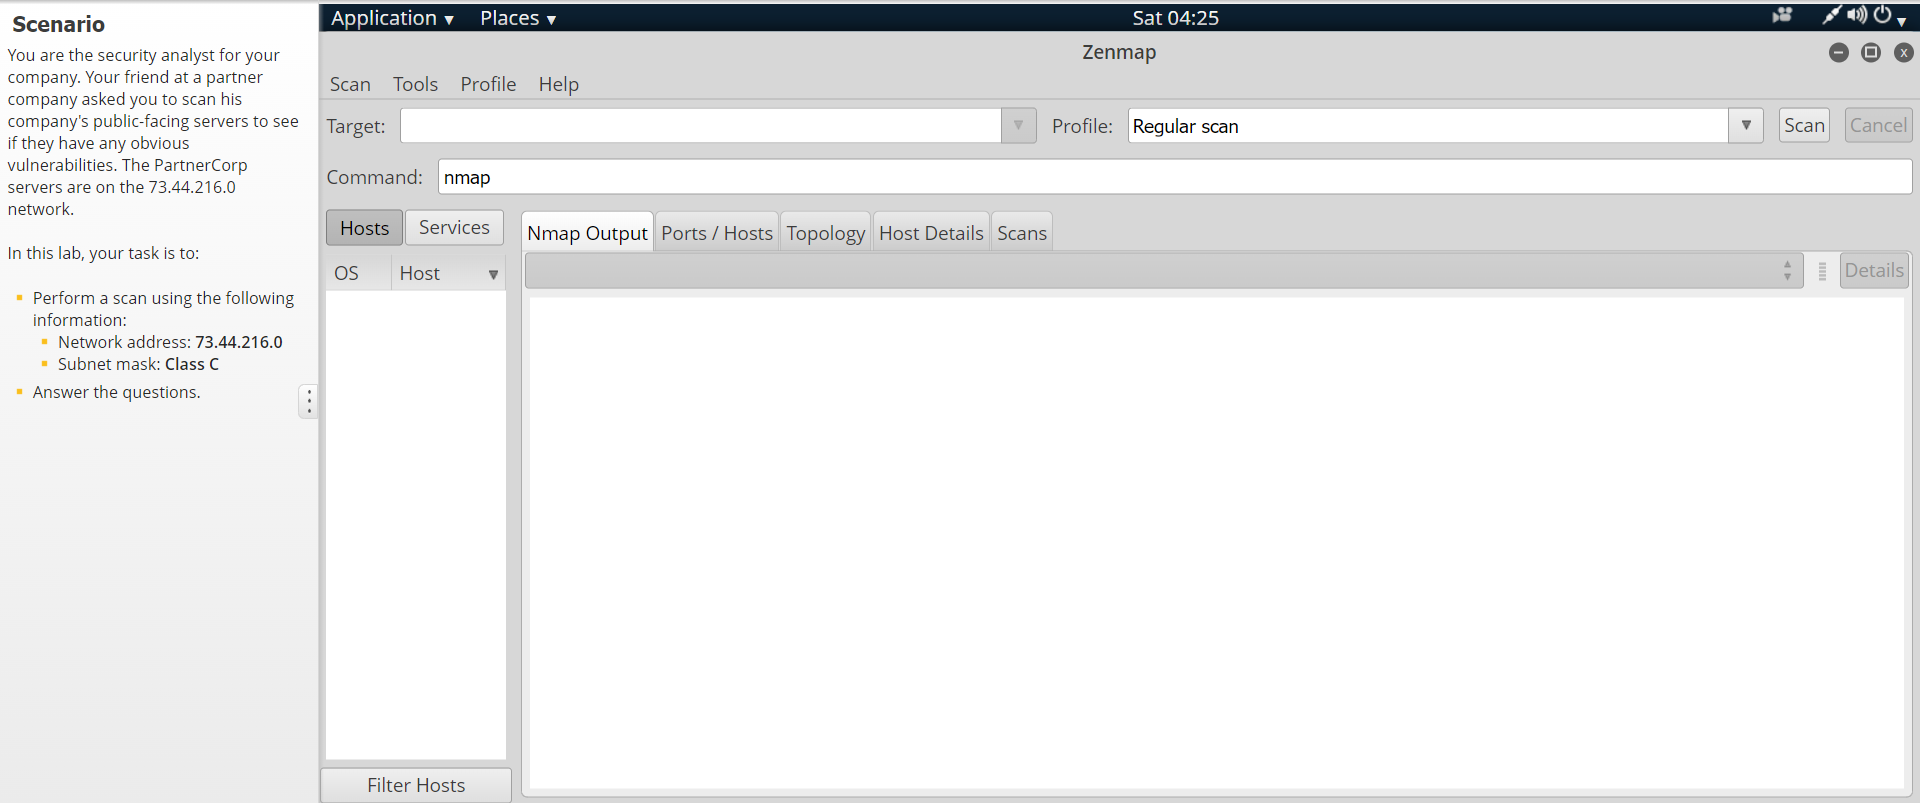 Scenario
You are the security analyst for your
company. Your friend at a partner
company asked you to scan his
company's public-facing servers to see
if they have any obvious
vulnerabilities. The PartnerCorp
servers are on the 73.44.216.0
network.
In this lab, your task is to:
Perform a scan using the following
information:
Network address: 73.44.216.0
Subnet mask: Class C
Answer the questions.
Application Places Sat 04:25
Zenmap
Scan Tools Profile Help
Target: Profile: Regular scan Scan Cancel
Command: nmap
Hosts Services Nmap Output Ports / Hosts Topology Host Details Scans
OS Host Details
Filter Hosts